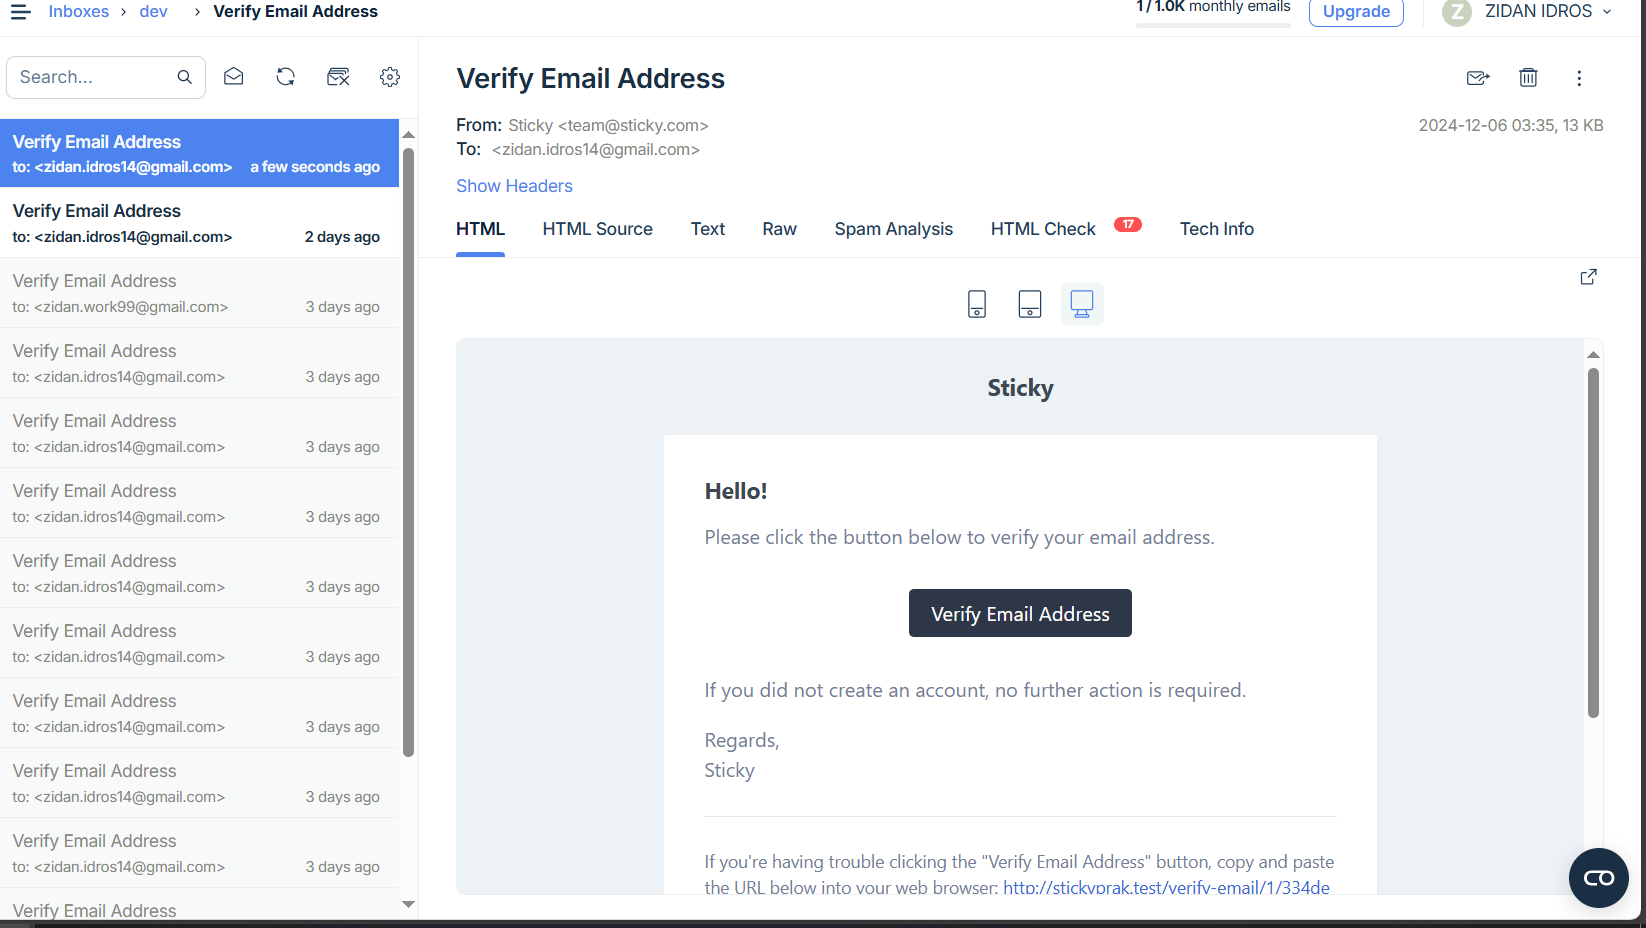 Inboxes > dev > Verify Email Address
1 / 1.0K monthly emails
Upgrade
Z
ZIDAN IDROS
Search...
Verify Email Address
to: <zidan.idros14@gmail.com> a few seconds ago
Verify Email Address
to: <zidan.idros14@gmail.com> 2 days ago
Verify Email Address
to: <zidan.work99@gmail.com> 3 days ago
Verify Email Address
to: <zidan.idros14@gmail.com> 3 days ago
Verify Email Address
to: <zidan.idros14@gmail.com> 3 days ago
Verify Email Address
to: <zidan.idros14@gmail.com> 3 days ago
Verify Email Address
to: <zidan.idros14@gmail.com> 3 days ago
Verify Email Address
to: <zidan.idros14@gmail.com> 3 days ago
Verify Email Address
to: <zidan.idros14@gmail.com> 3 days ago
Verify Email Address
to: <zidan.idros14@gmail.com> 3 days ago
Verify Email Address
to: <zidan.idros14@gmail.com> 3 days ago
Verify Email Address
Verify Email Address
From: Sticky <team@sticky.com>
2024-12-06 03:35, 13 KB
To: <zidan.idros14@gmail.com>
Show Headers
HTML HTML Source Text Raw Spam Analysis HTML Check 17 Tech Info
Sticky
Hello!
Please click the button below to verify your email address.
Verify Email Address
If you did not create an account, no further action is required.
Regards,
Sticky
If you're having trouble clicking the "Verify Email Address" button, copy and paste
the URL below into your web browser: http://stickyprak.test/verify-email/1/334de